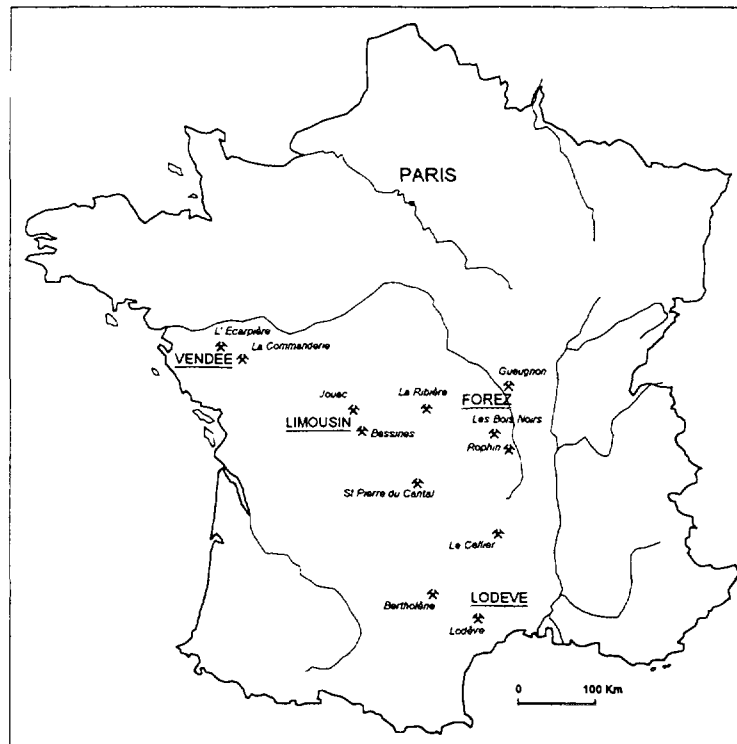 PARIS
L' Ecarpière
La Commanderie
VENDEE
Gueugnon
Jouac
La Ribière
FOREZ
Les Bois Noirs
LIMOUSIN
Bessines
Rophin
St Pierre du Cantal
Le Cellier
Bertholène
LODEVE
Lodève
0 100 Km